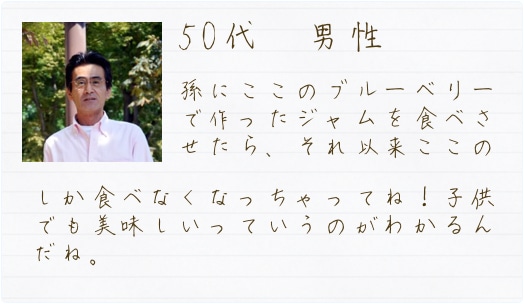 50代　男性
孫にここのブルーベリー
で作ったジャムを食べさ
せたら、それ以来ここの
しか食べなくなっちゃってね！子供
でも美味しいっていうのがわかるん
だね。